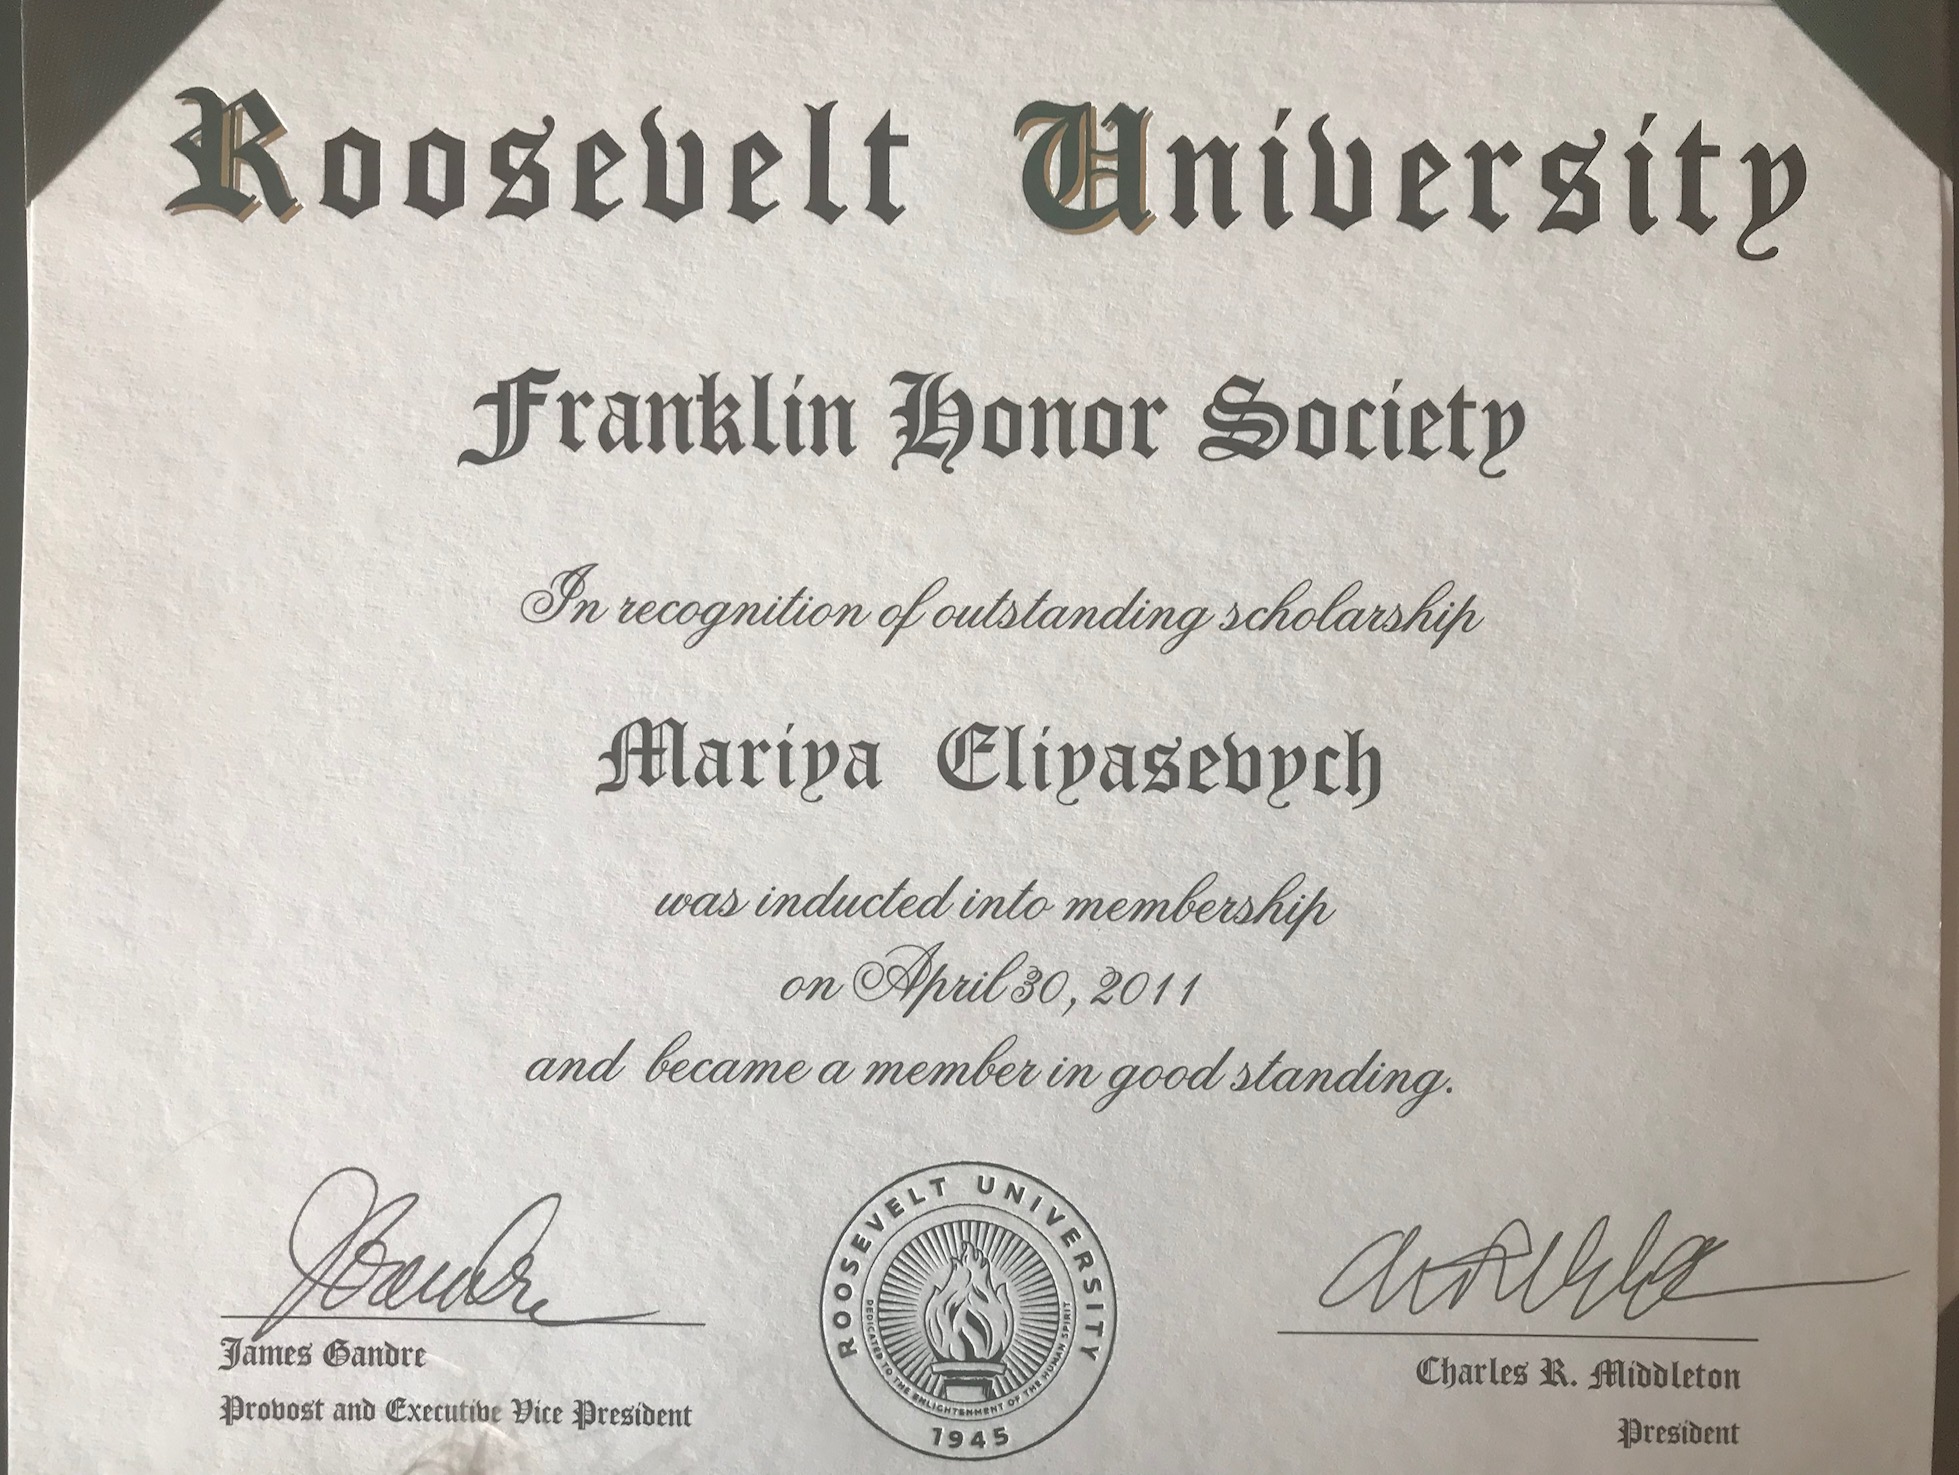 Roosevelt University
Franklin Honor Society
In recognition of outstanding scholarship
Mariya Eliyasevych
was inducted into membership
on April 30, 2011
and became a member in good standing.
James Gandre
Provost and Executive Vice President
ROOSEVELT UNIVERSITY
DEDICATED TO THE ENLIGHTENMENT OF THE HUMAN SPIRIT
1945
Charles R. Middleton
President